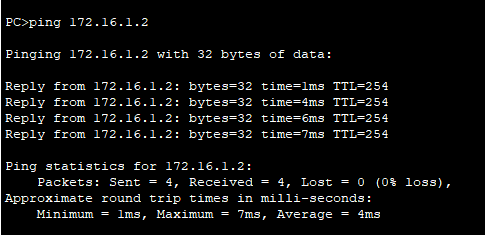 PC>ping 172.16.1.2
Pinging 172.16.1.2 with 32 bytes of data:
Reply from 172.16.1.2: bytes=32 time=1ms TTL=254
Reply from 172.16.1.2: bytes=32 time=4ms TTL=254
Reply from 172.16.1.2: bytes=32 time=6ms TTL=254
Reply from 172.16.1.2: bytes=32 time=7ms TTL=254
Ping statistics for 172.16.1.2:
    Packets: Sent = 4, Received = 4, Lost = 0 (0% loss),
Approximate round trip times in milli-seconds:
    Minimum = 1ms, Maximum = 7ms, Average = 4ms